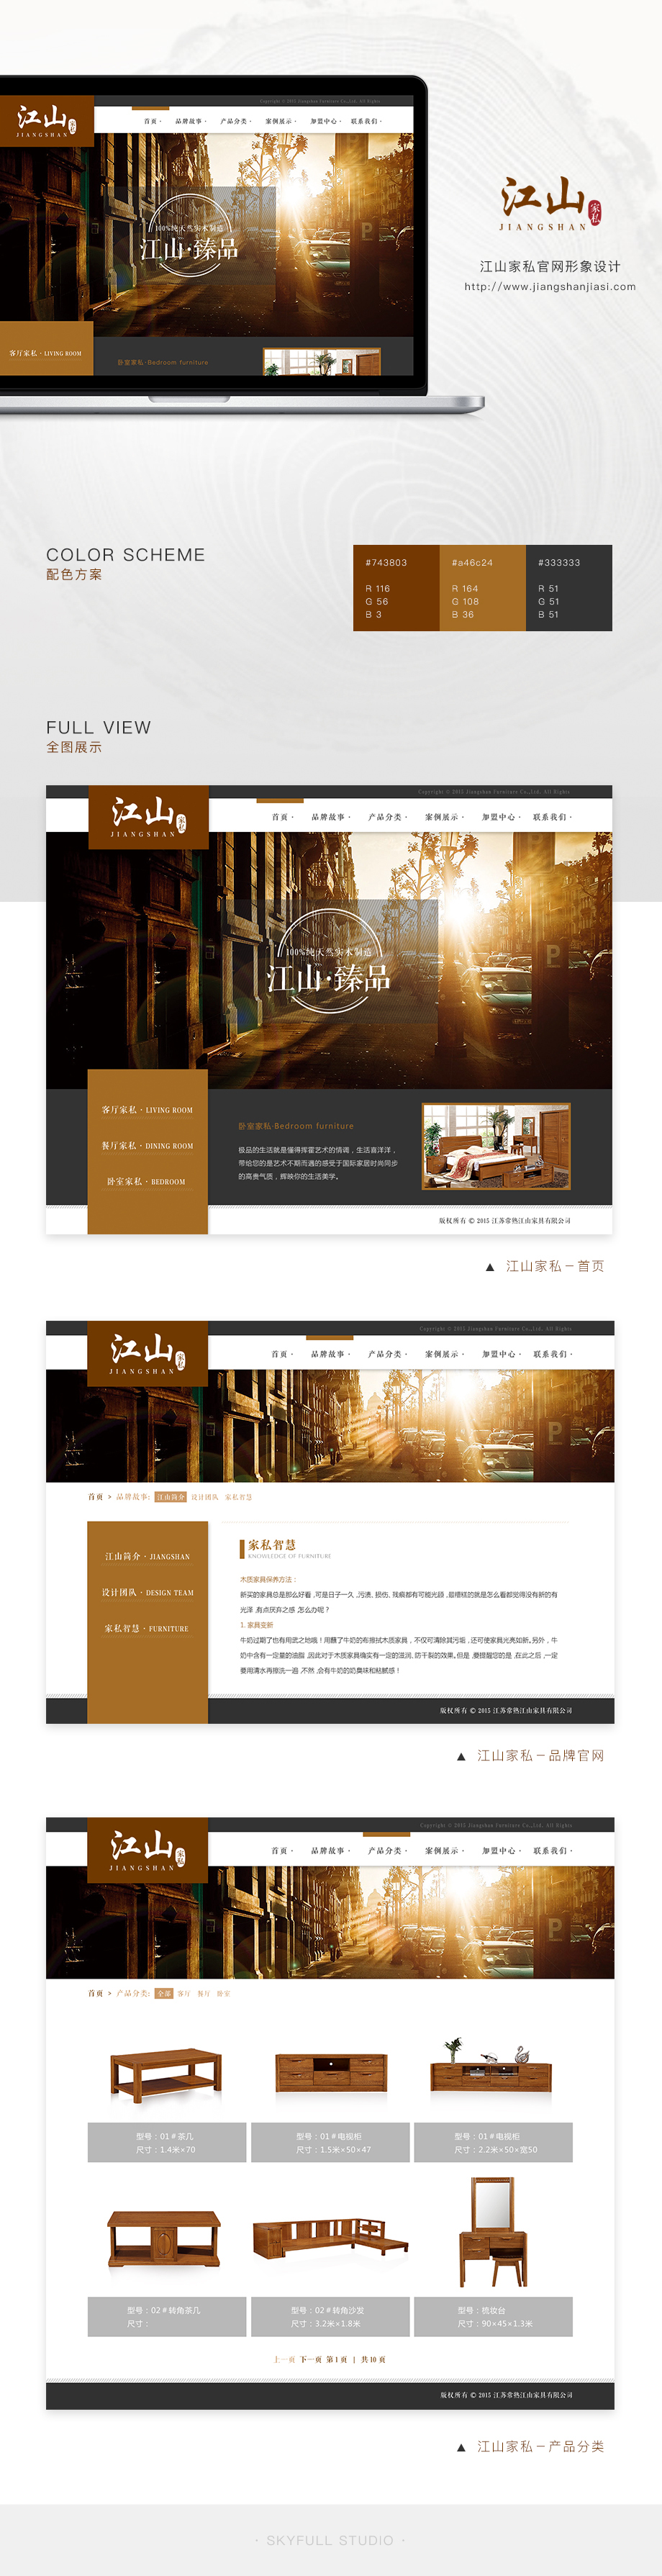 Copyright © 2015 Jiangshan Furniture Co.,Ltd. All Rights
江山 家私
JIANGSHAN
首页 · 品牌故事 · 产品分类 · 案例展示 · 加盟中心 · 联系我们 ·
100%纯天然实木制造
江山·臻品
P
客厅家私 · LIVING ROOM
卧室家私·Bedroom furniture
江山 家私
JIANGSHAN
江山家私官网形象设计
http://www.jiangshanjiasi.com
COLOR SCHEME
配色方案
#743803
R 116
G 56
B 3
#a46c24
R 164
G 108
B 36
#333333
R 51
G 51
B 51
FULL VIEW
全图展示
Copyright © 2015 Jiangshan Furniture Co.,Ltd. All Rights
江山 家私
JIANGSHAN
首页 · 品牌故事 · 产品分类 · 案例展示 · 加盟中心 · 联系我们 ·
100%纯天然实木制造
江山·臻品
P
客厅家私 · LIVING ROOM
餐厅家私 · DINING ROOM
卧室家私 · BEDROOM
卧室家私·Bedroom furniture
极品的生活就是懂得挥霍艺术的情调，生活喜洋洋，
带给您的是艺术不期而遇的感受于国际家居时尚同步
的高贵气质，辉映你的生活美学。
版权所有 © 2015 江苏常熟江山家具有限公司
▲ 江山家私－首页
Copyright © 2015 Jiangshan Furniture Co.,Ltd. All Rights
江山 家私
JIANGSHAN
首页 · 品牌故事 · 产品分类 · 案例展示 · 加盟中心 · 联系我们 ·
P
首页 > 品牌故事: 江山简介 设计团队 家私智慧
江山简介 · JIANGSHAN
设计团队 · DESIGN TEAM
家私智慧 · FURNITURE
家私智慧
KNOWLEDGE OF FURNITURE
木质家具保养方法：
新买的家具总是那么好看 ,可是日子一久 ,污渍、损伤、残痕都有可能光顾 ,最糟糕的就是怎么看都觉得没有新的有
光泽 ,有点厌弃之感 ,怎么办呢？
1. 家具变新
牛奶过期了也有用武之地哦！用蘸了牛奶的布擦拭木质家具，不仅可清除其污垢，还可使家具光亮如新。另外，牛
奶中含有一定量的油脂 ,因此对于木质家具确实有一定的滋润、防干裂的效果。但是 ,要提醒您的是 ,在此之后 ,一定
要用清水再擦洗一遍 ,不然 ,会有牛奶的奶臭味和粘腻感！
版权所有 © 2015 江苏常熟江山家具有限公司
▲ 江山家私－品牌官网
Copyright © 2015 Jiangshan Furniture Co.,Ltd. All Rights
江山 家私
JIANGSHAN
首页 · 品牌故事 · 产品分类 · 案例展示 · 加盟中心 · 联系我们 ·
P
首页 > 产品分类: 全部 客厅 餐厅 卧室
型号：01＃茶几
尺寸：1.4米×70
型号：01＃电视柜
尺寸：1.5米×50×47
型号：01＃电视柜
尺寸：2.2米×50×宽50
型号：02＃转角茶几
尺寸：
型号：02＃转角沙发
尺寸：3.2米×1.8米
型号：梳妆台
尺寸：90×45×1.3米
上一页 下一页 第1页 | 共10页
版权所有 © 2015 江苏常熟江山家具有限公司
▲ 江山家私－产品分类
· SKYFULL STUDIO ·